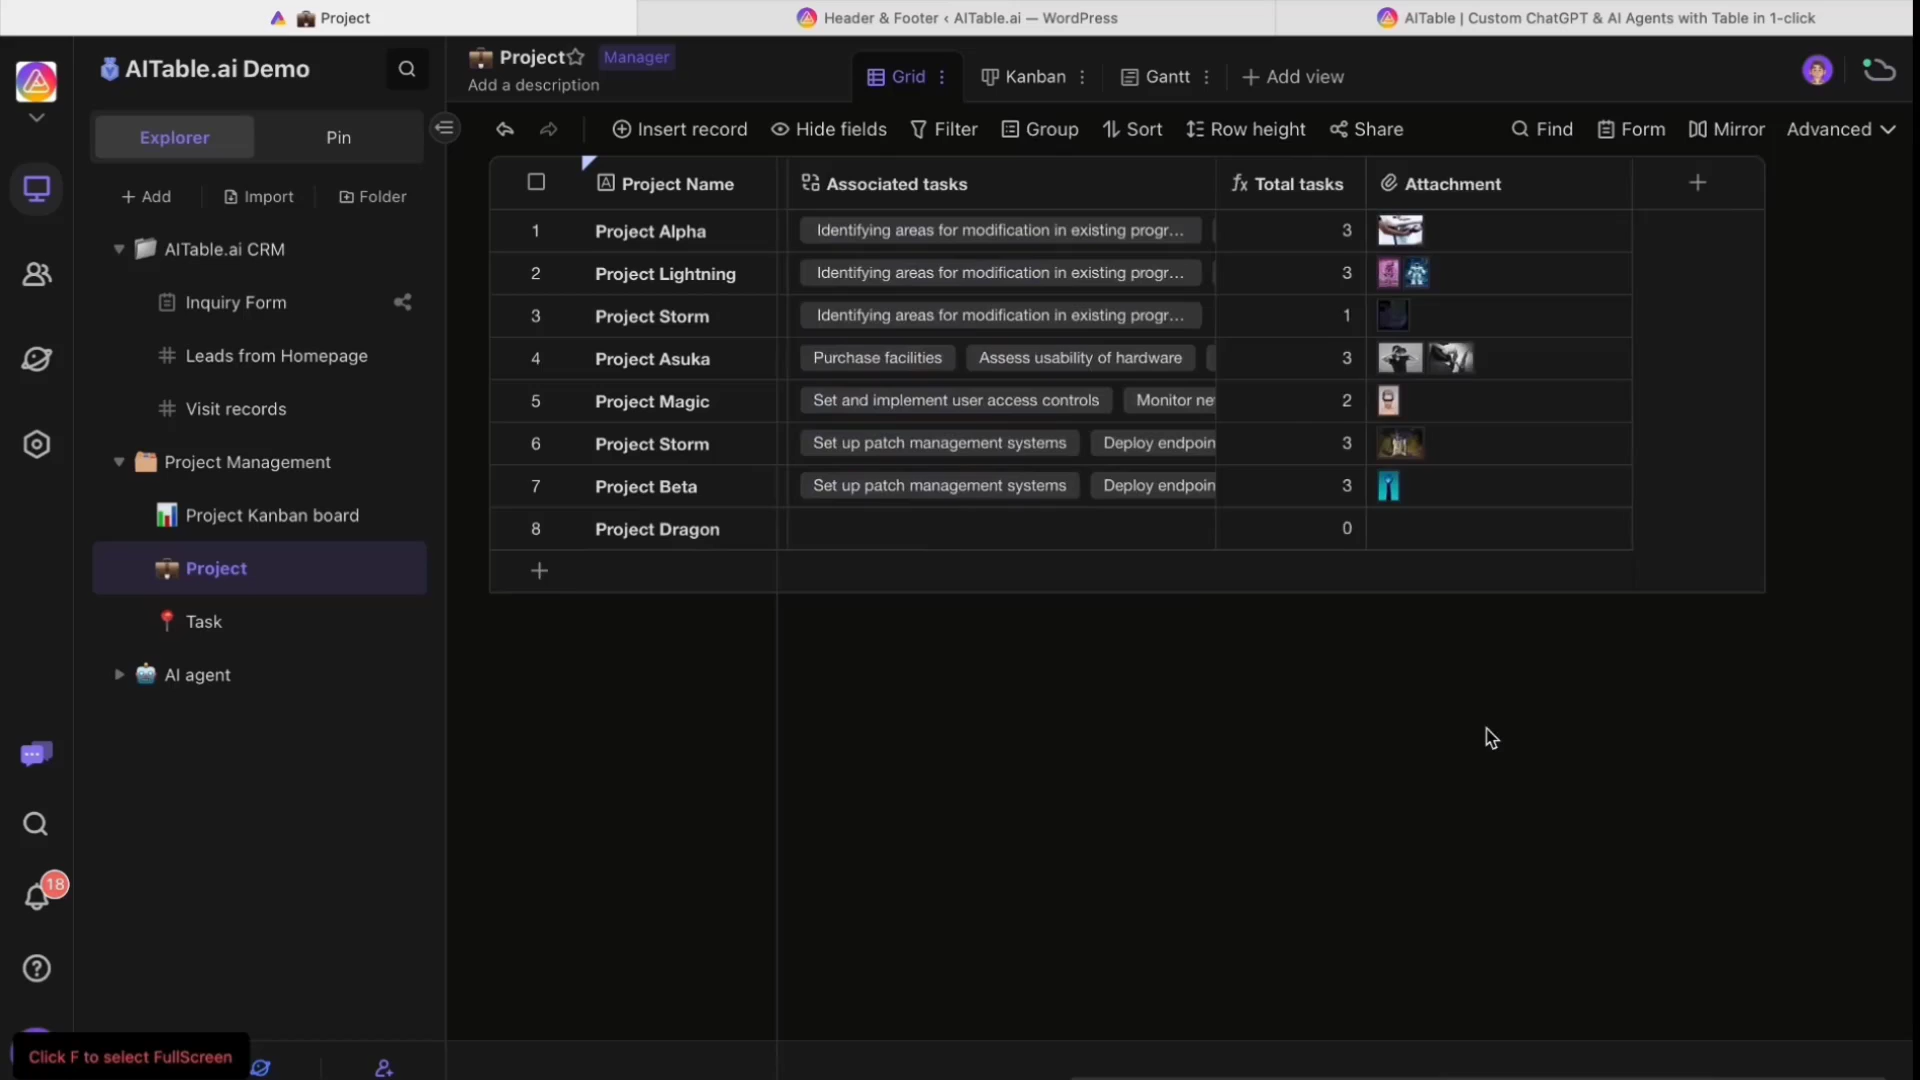 Project
Header & Footer ‹ AITable.ai — WordPress
AITable | Custom ChatGPT & AI Agents with Table in 1-click
AITable.ai Demo
Explorer
Pin
Add
Import
Folder
AITable.ai CRM
Inquiry Form
Leads from Homepage
Visit records
Project Management
Project Kanban board
Project
Task
AI agent
18
Click F to select FullScreen
Project
Manager
Add a description
Grid
Kanban
Gantt
Add view
Insert record
Hide fields
Filter
Group
Sort
Row height
Share
Find
Form
Mirror
Advanced
Project Name
Associated tasks
Total tasks
Attachment
1 Project Alpha Identifying areas for modification in existing progr... 3
2 Project Lightning Identifying areas for modification in existing progr... 3
3 Project Storm Identifying areas for modification in existing progr... 1
4 Project Asuka Purchase facilities Assess usability of hardware 3
5 Project Magic Set and implement user access controls Monitor ne 2
6 Project Storm Set up patch management systems Deploy endpoin 3
7 Project Beta Set up patch management systems Deploy endpoin 3
8 Project Dragon 0